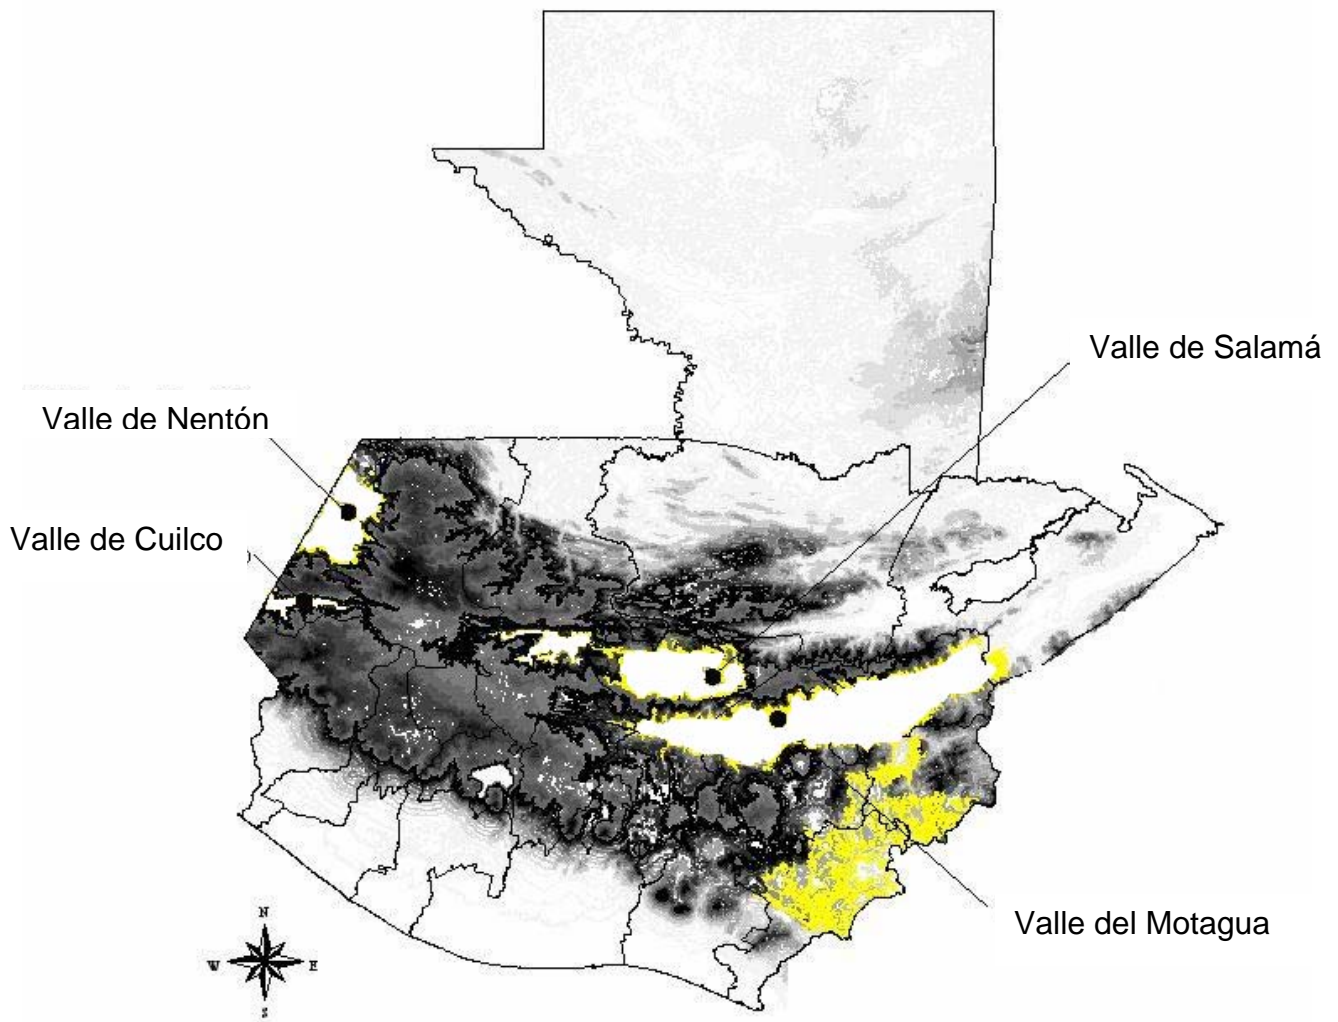 Valle de Salamá
Valle de Nentón
Valle de Cuilco
Valle del Motagua
N
W
E
S